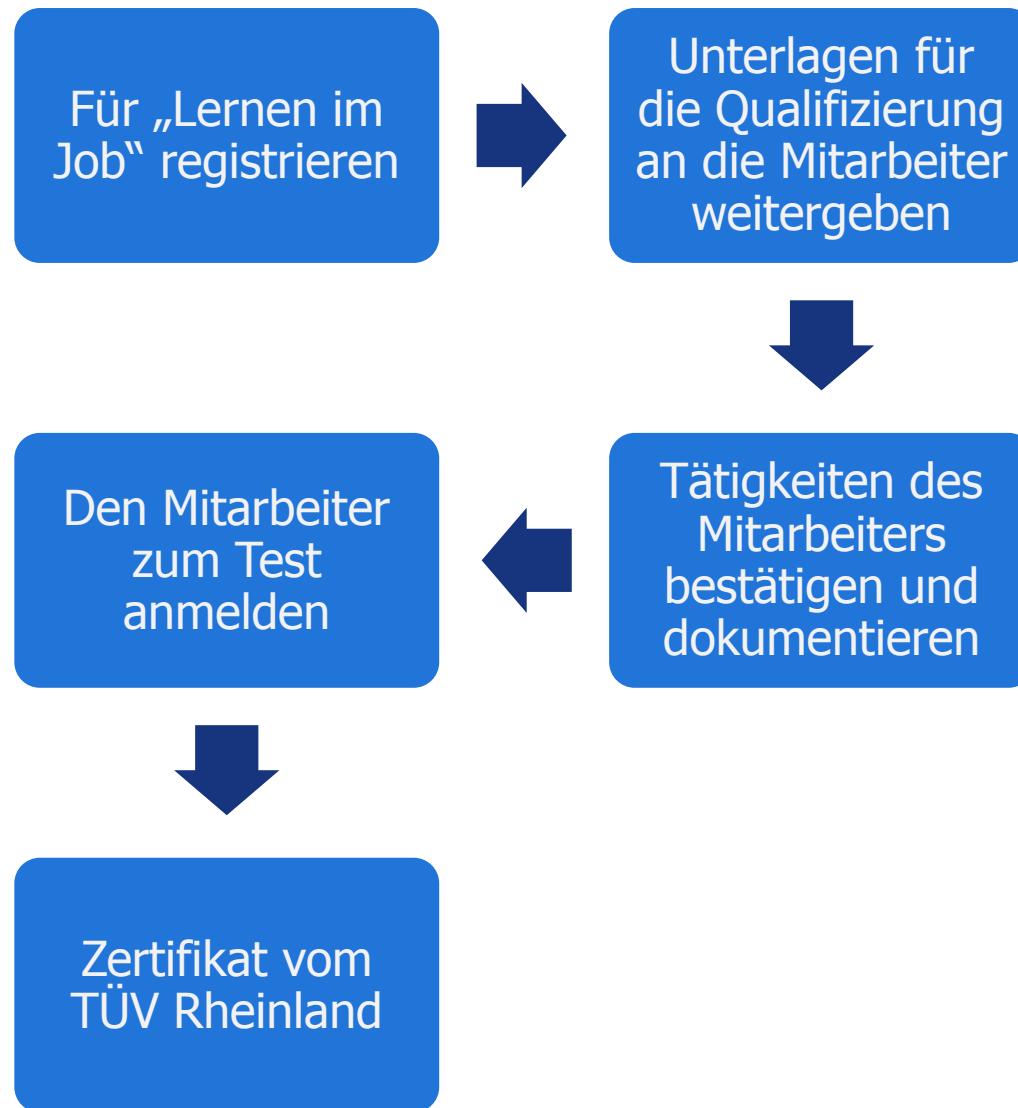 Für „Lernen im
Job“ registrieren
Unterlagen für
die Qualifizierung
an die Mitarbeiter
weitergeben
Tätigkeiten des
Mitarbeiters
bestätigen und
dokumentieren
Den Mitarbeiter
zum Test
anmelden
Zertifikat vom
TÜV Rheinland